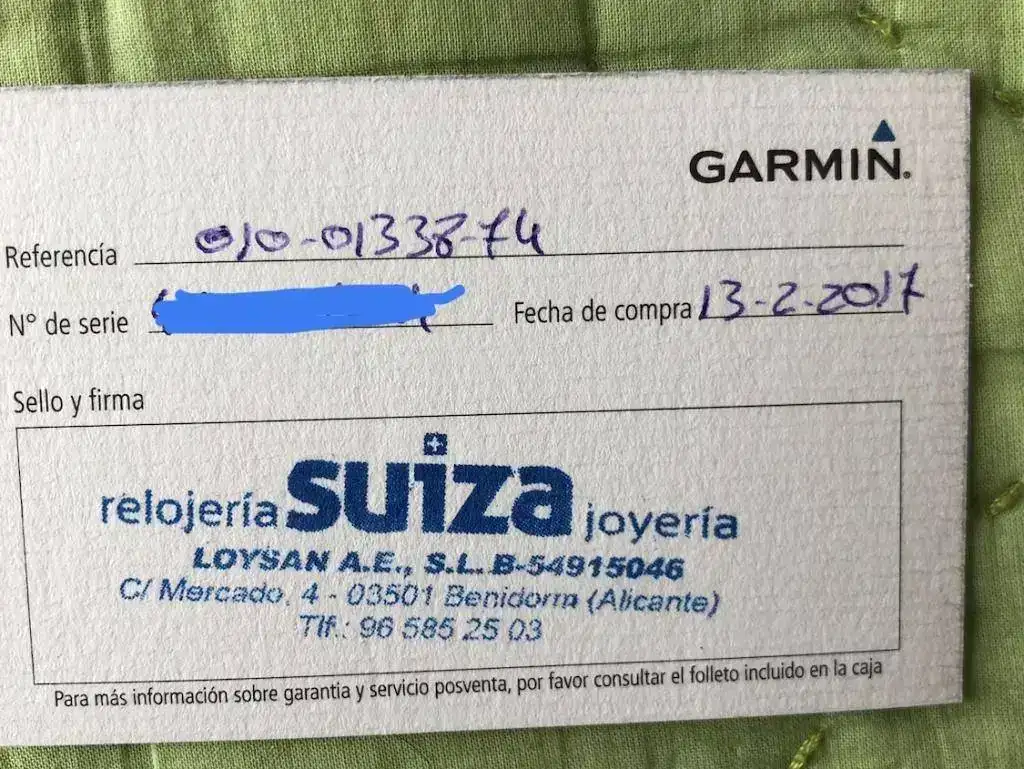 GARMIN.
Referencía 010-01338-74
N° de serie Fecha de compra 13-2-2017
Sello y firma
relojería suiza joyería
LOYSAN A.E., S.L. B-54915046
C/ Mercado, 4 - 03501 Benidorm (Alicante)
Tlf.: 96 585 25 03
Para más información sobre garantia y servicio posventa, por favor consultar el folleto incluido en la caja